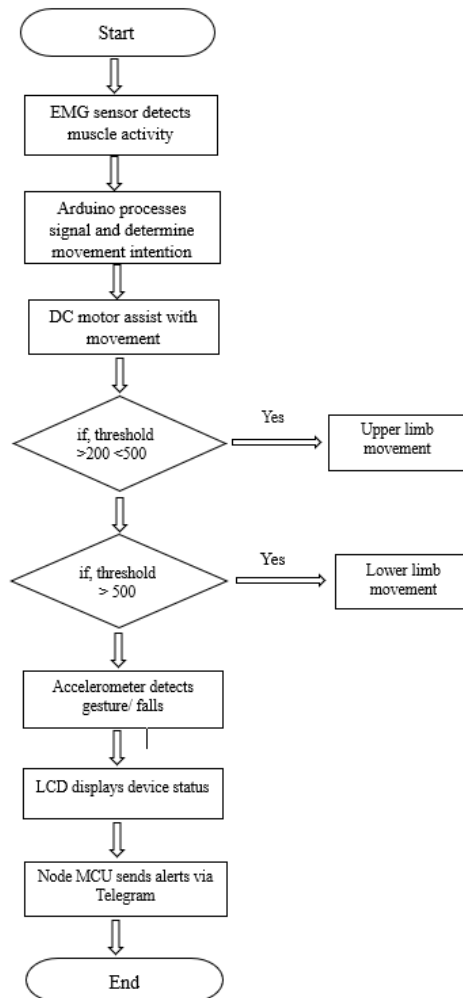 Start
EMG sensor detects
muscle activity
Arduino processes
signal and determine
movement intention
DC motor assist with
movement
if, threshold
>200 <500
Yes
Upper limb
movement
if, threshold
> 500
Yes
Lower limb
movement
Accelerometer detects
gesture/ falls
LCD displays device status
Node MCU sends alerts via
Telegram
End